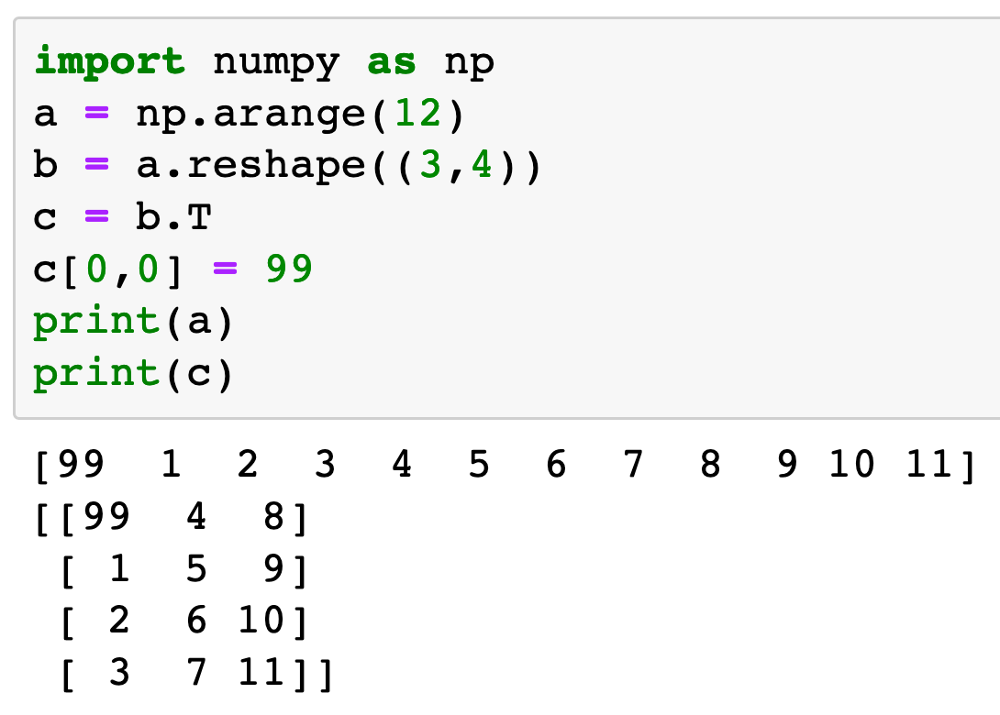 import numpy as np
a = np.arange(12)
b = a.reshape((3,4))
c = b.T
c[0,0] = 99
print(a)
print(c)
[99  1  2  3  4  5  6  7  8  9 10 11]
[[99  4  8]
 [ 1  5  9]
 [ 2  6 10]
 [ 3  7 11]]